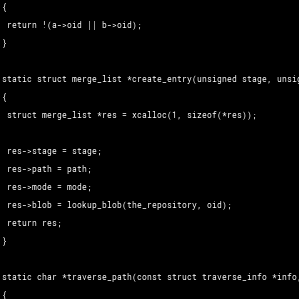 {
return !(a->oid || b->oid);
}
static struct merge_list *create_entry(unsigned stage,
{
struct merge_list *res = xcalloc(1, sizeof(*res));
res->stage = stage;
res->path = path;
res->mode = mode;
res->blob = lookup_blob(the_repository, oid);
return res;
}
static char *traverse_path(const struct traverse_info *info,
{